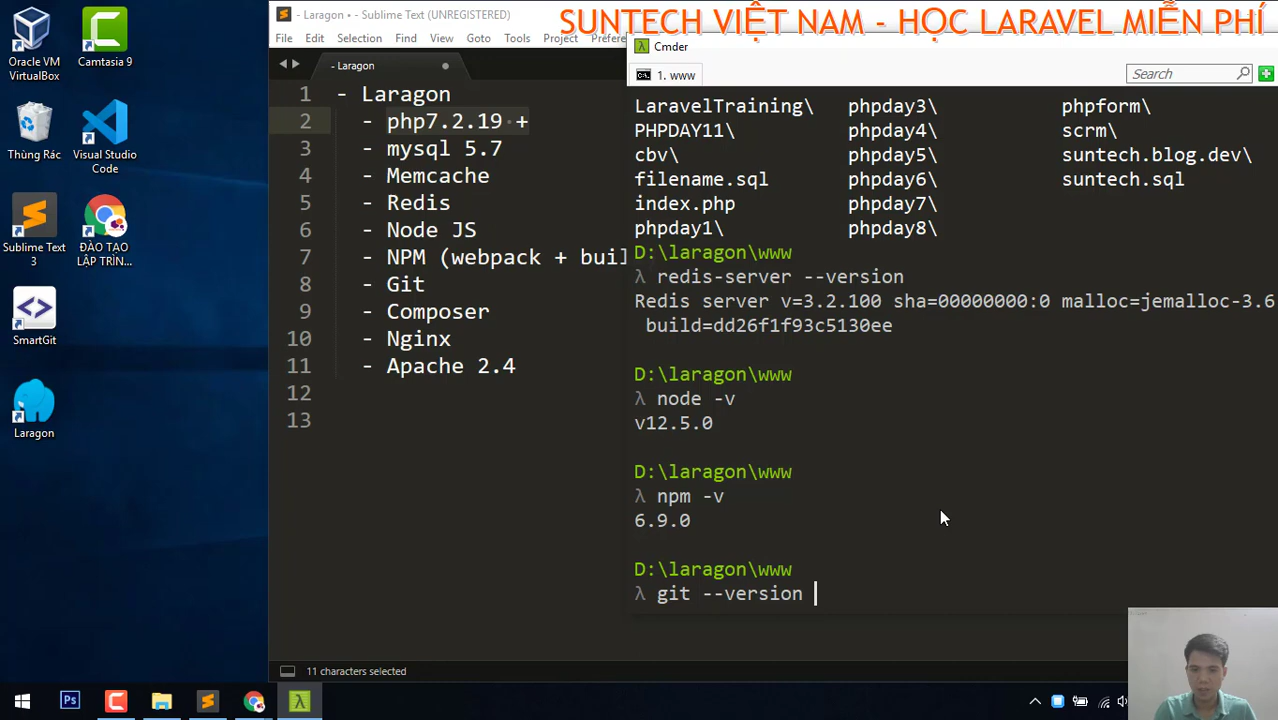 SUNTECH VIỆT NAM - HỌC LARAVEL MIỄN PHÍ
Oracle VM
VirtualBox
Camtasia 9
Thùng Rác
Visual Studio
Code
Sublime Text
3
ĐÀO TẠO
LẬP TRÌN...
SmartGit
Laragon
- Laragon • - Sublime Text (UNREGISTERED)
File Edit Selection Find View Goto Tools Project Prefere
- Laragon
1 - Laragon
2 - php7.2.19 +
3 - mysql 5.7
4 - Memcache
5 - Redis
6 - Node JS
7 - NPM (webpack + buil
8 - Git
9 - Composer
10 - Nginx
11 - Apache 2.4
12
13
11 characters selected
Cmder
1. www
Search
LaravelTraining\ phpday3\ phpform\
PHPDAY11\ phpday4\ scrm\
cbv\ phpday5\ suntech.blog.dev\
filename.sql phpday6\ suntech.sql
index.php phpday7\
phpday1\ phpday8\
D:\laragon\www
λ redis-server --version
Redis server v=3.2.100 sha=00000000:0 malloc=jemalloc-3.6
build=dd26f1f93c5130ee
D:\laragon\www
λ node -v
v12.5.0
D:\laragon\www
λ npm -v
6.9.0
D:\laragon\www
λ git --version
Ps
λ